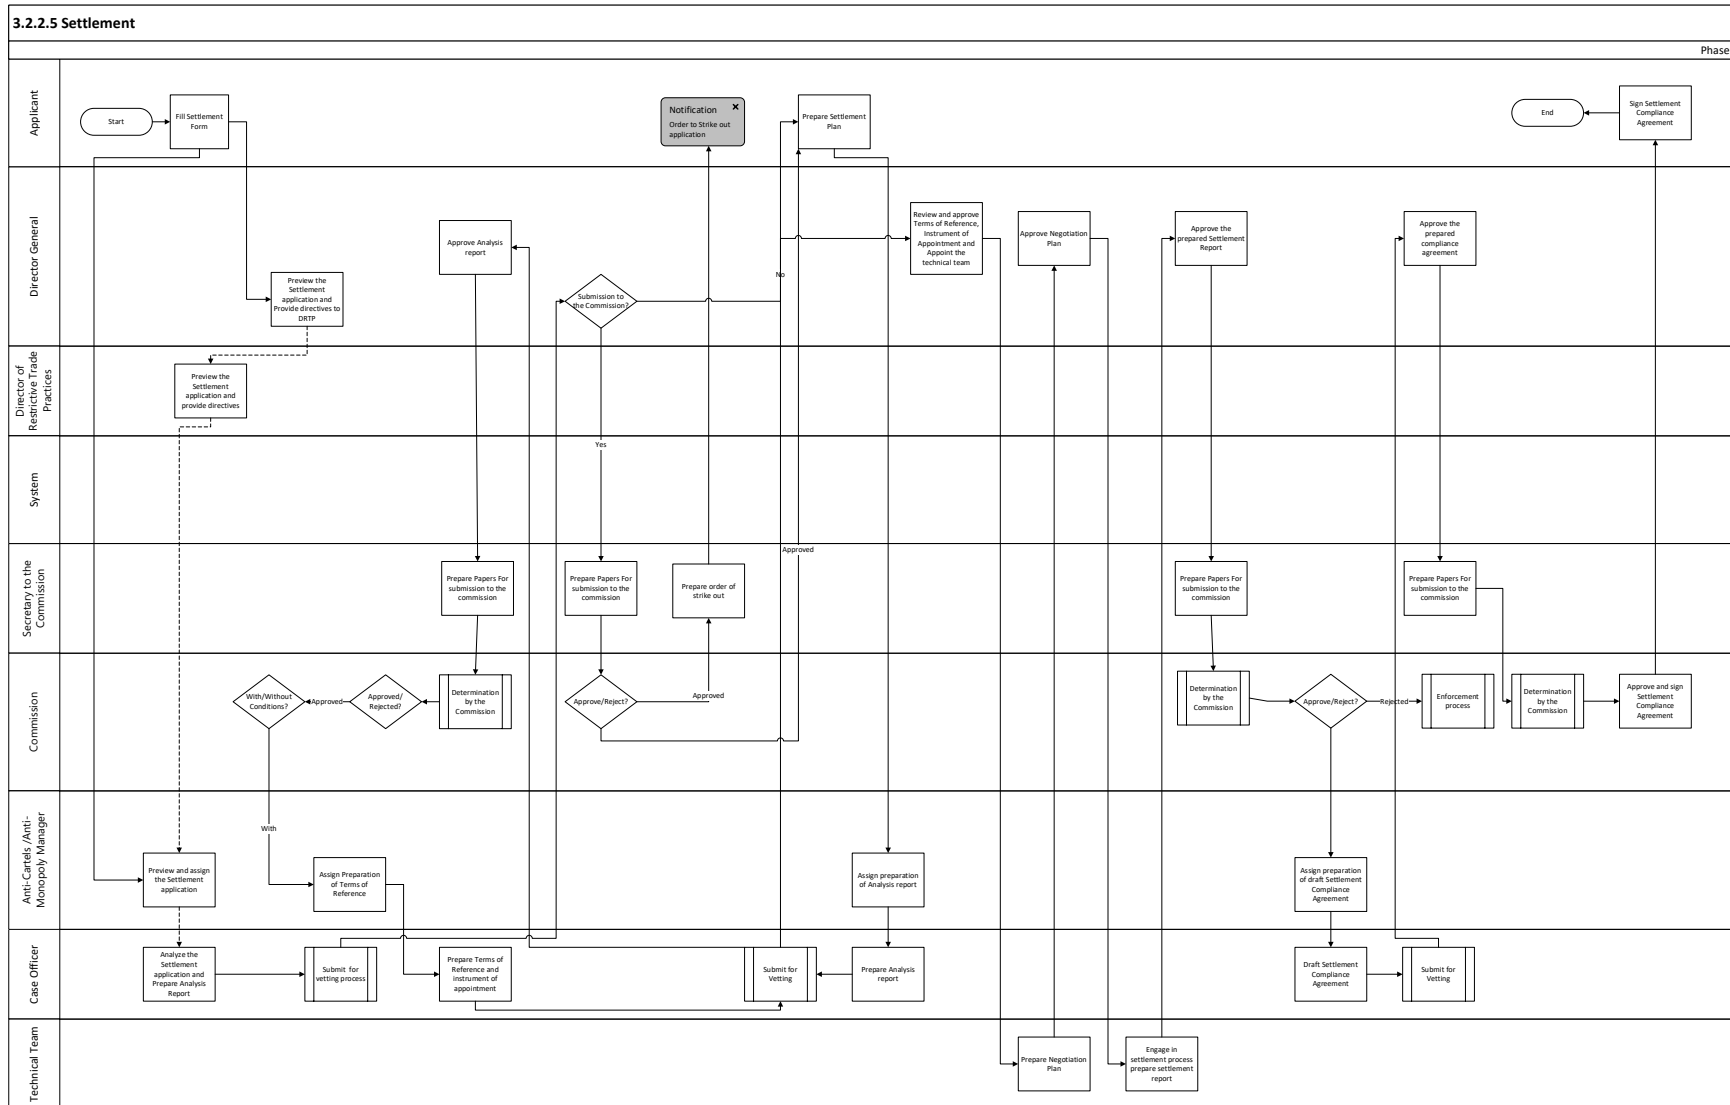 3.2.2.5 Settlement
Phase
Applicant
Start
Fill Settlement
Form
Notification
Order to Strike out
application
Prepare Settlement
Plan
End
Sign Settlement
Compliance
Agreement
Director General
Preview the
Settlement
application and
Provide directives to
DRTP
Approve Analysis
report
Submission to
the Commission?
No
Review and approve
Terms of Reference,
Instrument of
Appointment and
Appoint the
technical team
Approve Negotiation
Plan
Approve the
prepared Settlement
Report
Approve the
prepared
compliance
agreement
Director of
Restrictive Trade
Practices
Preview the
Settlement
application and
provide directives
Yes
System
Approved
Secretary to the
Commission
Prepare Papers For
submission to the
commission
Prepare Papers For
submission to the
commission
Prepare order of
strike out
Prepare Papers For
submission to the
commission
Prepare Papers For
submission to the
commission
Commission
With/Without
Conditions?
Approved
Approved/
Rejected?
Determination
by the
Commission
Approve/Reject?
Approved
Determination
by the
Commission
Approve/Reject?
Rejected
Enforcement
process
Determination
by the
Commission
Approve and sign
Settlement
Compliance
Agreement
Anti-Cartels /Anti-
Monopoly Manager
With
Preview and assign
the Settlement
application
Assign Preparation
of Terms of
Reference
Assign preparation
of Analysis report
Assign preparation
of draft Settlement
Compliance
Agreement
Case Officer
Analyze the
Settlement
application and
Prepare Analysis
Report
Submit for
vetting process
Prepare Terms of
Reference and
instrument of
appointment
Submit for
Vetting
Prepare Analysis
report
Draft Settlement
Compliance
Agreement
Submit for
Vetting
Technical Team
Prepare Negotiation
Plan
Engage in
settlement process
prepare settlement
report